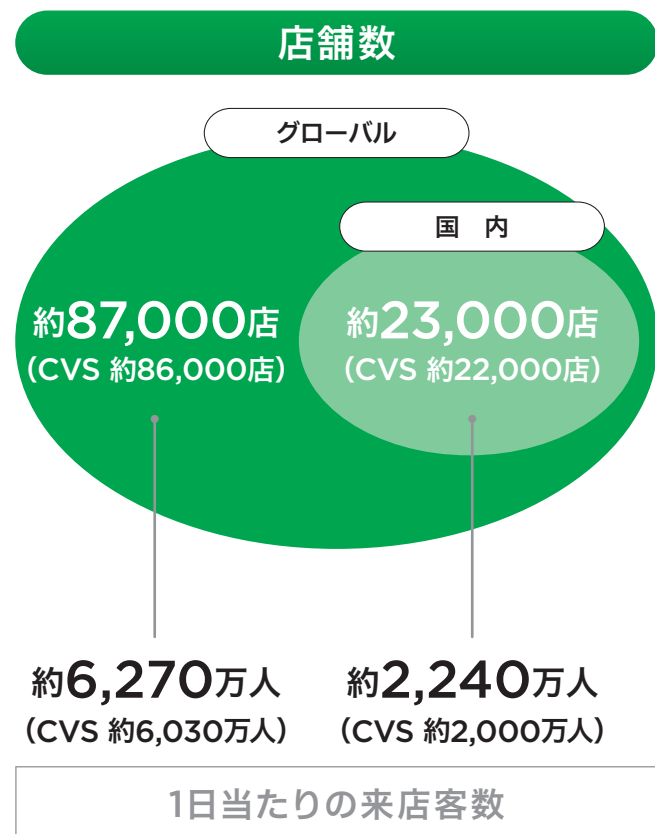 店舗数
グローバル
国 内
約87,000店
(CVS 約86,000店)
約23,000店
(CVS 約22,000店)
約6,270万人
(CVS 約6,030万人)
約2,240万人
(CVS 約2,000万人)
1日当たりの来店客数